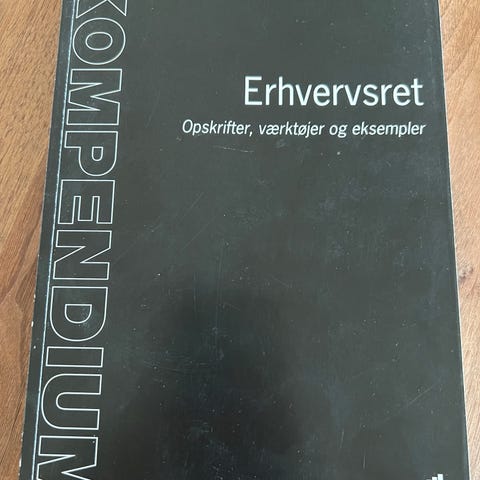 KOMPENDIUM
Erhvervsret
Opskrifter, værktøjer og eksempler